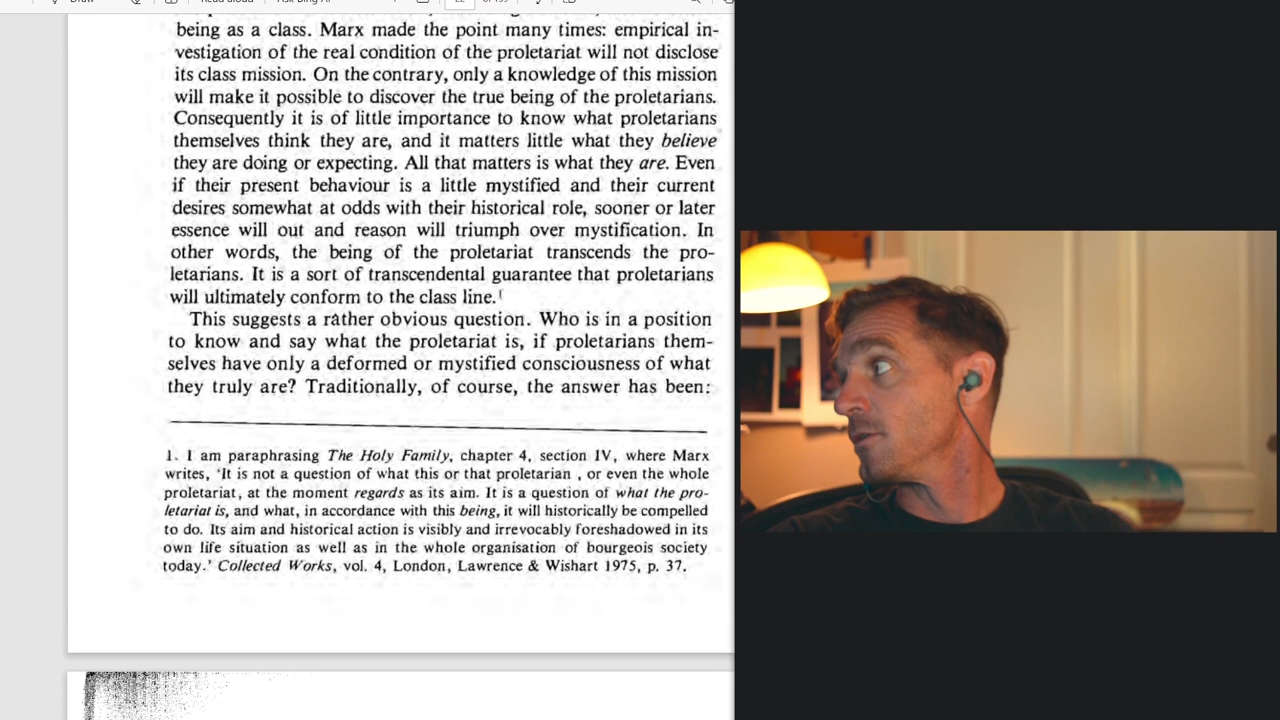 Draw
Read aloud
Ask Bing AI
being as a class. Marx made the point many times: empirical in-
vestigation of the real condition of the proletariat will not disclose
its class mission. On the contrary, only a knowledge of this mission
will make it possible to discover the true being of the proletarians.
Consequently it is of little importance to know what proletarians
themselves think they are, and it matters little what they believe
they are doing or expecting. All that matters is what they are. Even
if their present behaviour is a little mystified and their current
desires somewhat at odds with their historical role, sooner or later
essence will out and reason will triumph over mystification. In
other words, the being of the proletariat transcends the pro-
letarians. It is a sort of transcendental guarantee that proletarians
will ultimately conform to the class line.¹
This suggests a rather obvious question. Who is in a position
to know and say what the proletariat is, if proletarians them-
selves have only a deformed or mystified consciousness of what
they truly are? Traditionally, of course, the answer has been:
1. I am paraphrasing The Holy Family, chapter 4, section IV, where Marx
writes, ‘It is not a question of what this or that proletarian , or even the whole
proletariat, at the moment regards as its aim. It is a question of what the pro-
letariat is, and what, in accordance with this being, it will historically be compelled
to do. Its aim and historical action is visibly and irrevocably foreshadowed in its
own life situation as well as in the whole organisation of bourgeois society
today.’ Collected Works, vol. 4, London, Lawrence & Wishart 1975, p. 37.